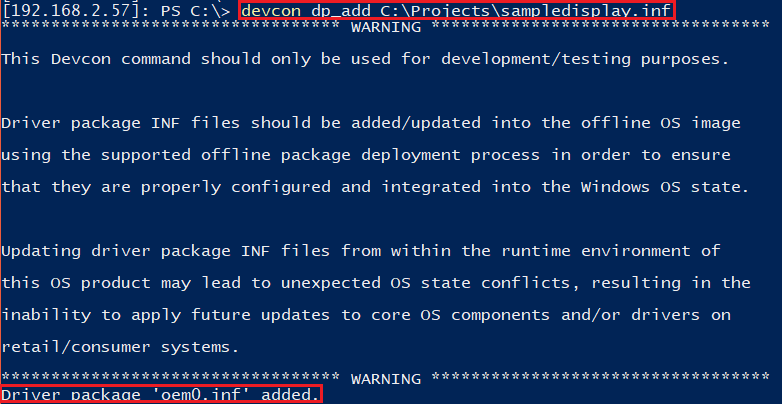 [192.168.2.57]: PS C:\> devcon dp_add C:\Projects\sampledisplay.inf
********************************** WARNING **********************************
This Devcon command should only be used for development/testing purposes.
Driver package INF files should be added/updated into the offline OS image
using the supported offline package deployment process in order to ensure
that they are properly configured and integrated into the Windows OS state.
Updating driver package INF files from within the runtime environment of
this OS product may lead to unexpected OS state conflicts, resulting in the
inability to apply future updates to core OS components and/or drivers on
retail/consumer systems.
********************************** WARNING **********************************
Driver package 'oem0.inf' added.